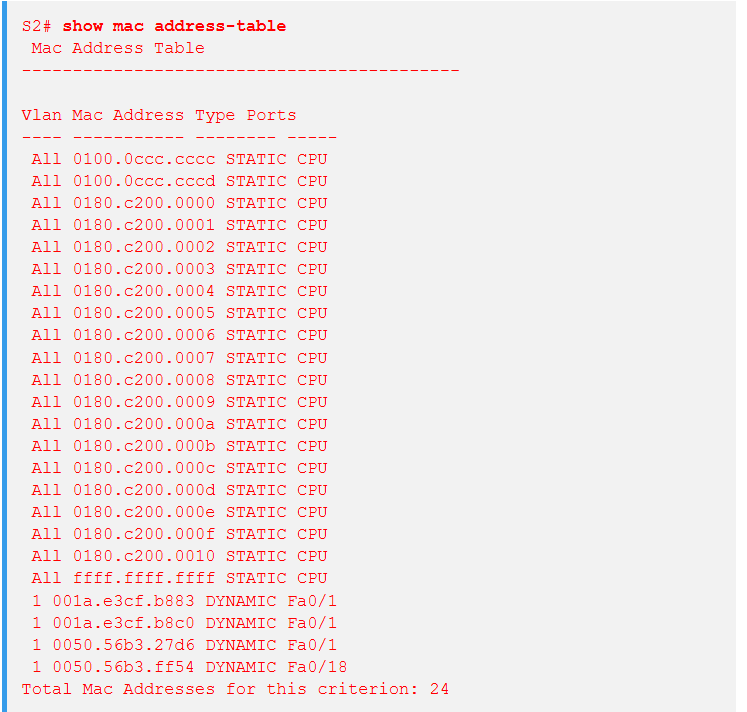 S2# show mac address-table
Mac Address Table
-------------------------------------------
Vlan Mac Address Type Ports
---- ----------- -------- -----
All 0100.0ccc.cccc STATIC CPU
All 0100.0ccc.cccd STATIC CPU
All 0180.c200.0000 STATIC CPU
All 0180.c200.0001 STATIC CPU
All 0180.c200.0002 STATIC CPU
All 0180.c200.0003 STATIC CPU
All 0180.c200.0004 STATIC CPU
All 0180.c200.0005 STATIC CPU
All 0180.c200.0006 STATIC CPU
All 0180.c200.0007 STATIC CPU
All 0180.c200.0008 STATIC CPU
All 0180.c200.0009 STATIC CPU
All 0180.c200.000a STATIC CPU
All 0180.c200.000b STATIC CPU
All 0180.c200.000c STATIC CPU
All 0180.c200.000d STATIC CPU
All 0180.c200.000e STATIC CPU
All 0180.c200.000f STATIC CPU
All 0180.c200.0010 STATIC CPU
All ffff.ffff.ffff STATIC CPU
1 001a.e3cf.b883 DYNAMIC Fa0/1
1 001a.e3cf.b8c0 DYNAMIC Fa0/1
1 0050.56b3.27d6 DYNAMIC Fa0/1
1 0050.56b3.ff54 DYNAMIC Fa0/18
Total Mac Addresses for this criterion: 24